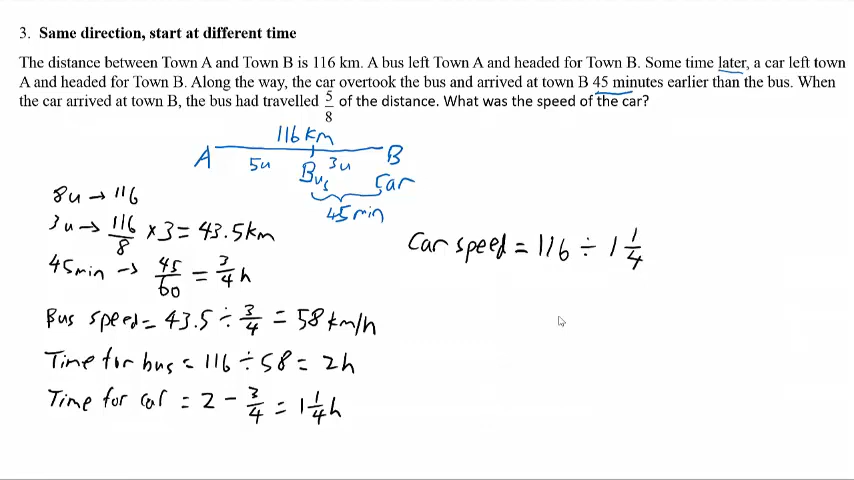 3. Same direction, start at different time
The distance between Town A and Town B is 116 km. A bus left Town A and headed for Town B. Some time later, a car left town
A and headed for Town B. Along the way, the car overtook the bus and arrived at town B 45 minutes earlier than the bus. When
the car arrived at town B, the bus had travelled 5/8 of the distance. What was the speed of the car?
116 km
A B
5u 3u
Bus Car
45 min
8u → 116
3u → 116/8 × 3 = 43.5 km
45 min → 45/60 = 3/4 h
Bus speed = 43.5 ÷ 3/4 = 58 km/h
Time for bus = 116 ÷ 58 = 2h
Time for car = 2 - 3/4 = 1 1/4 h
Car speed = 116 ÷ 1 1/4